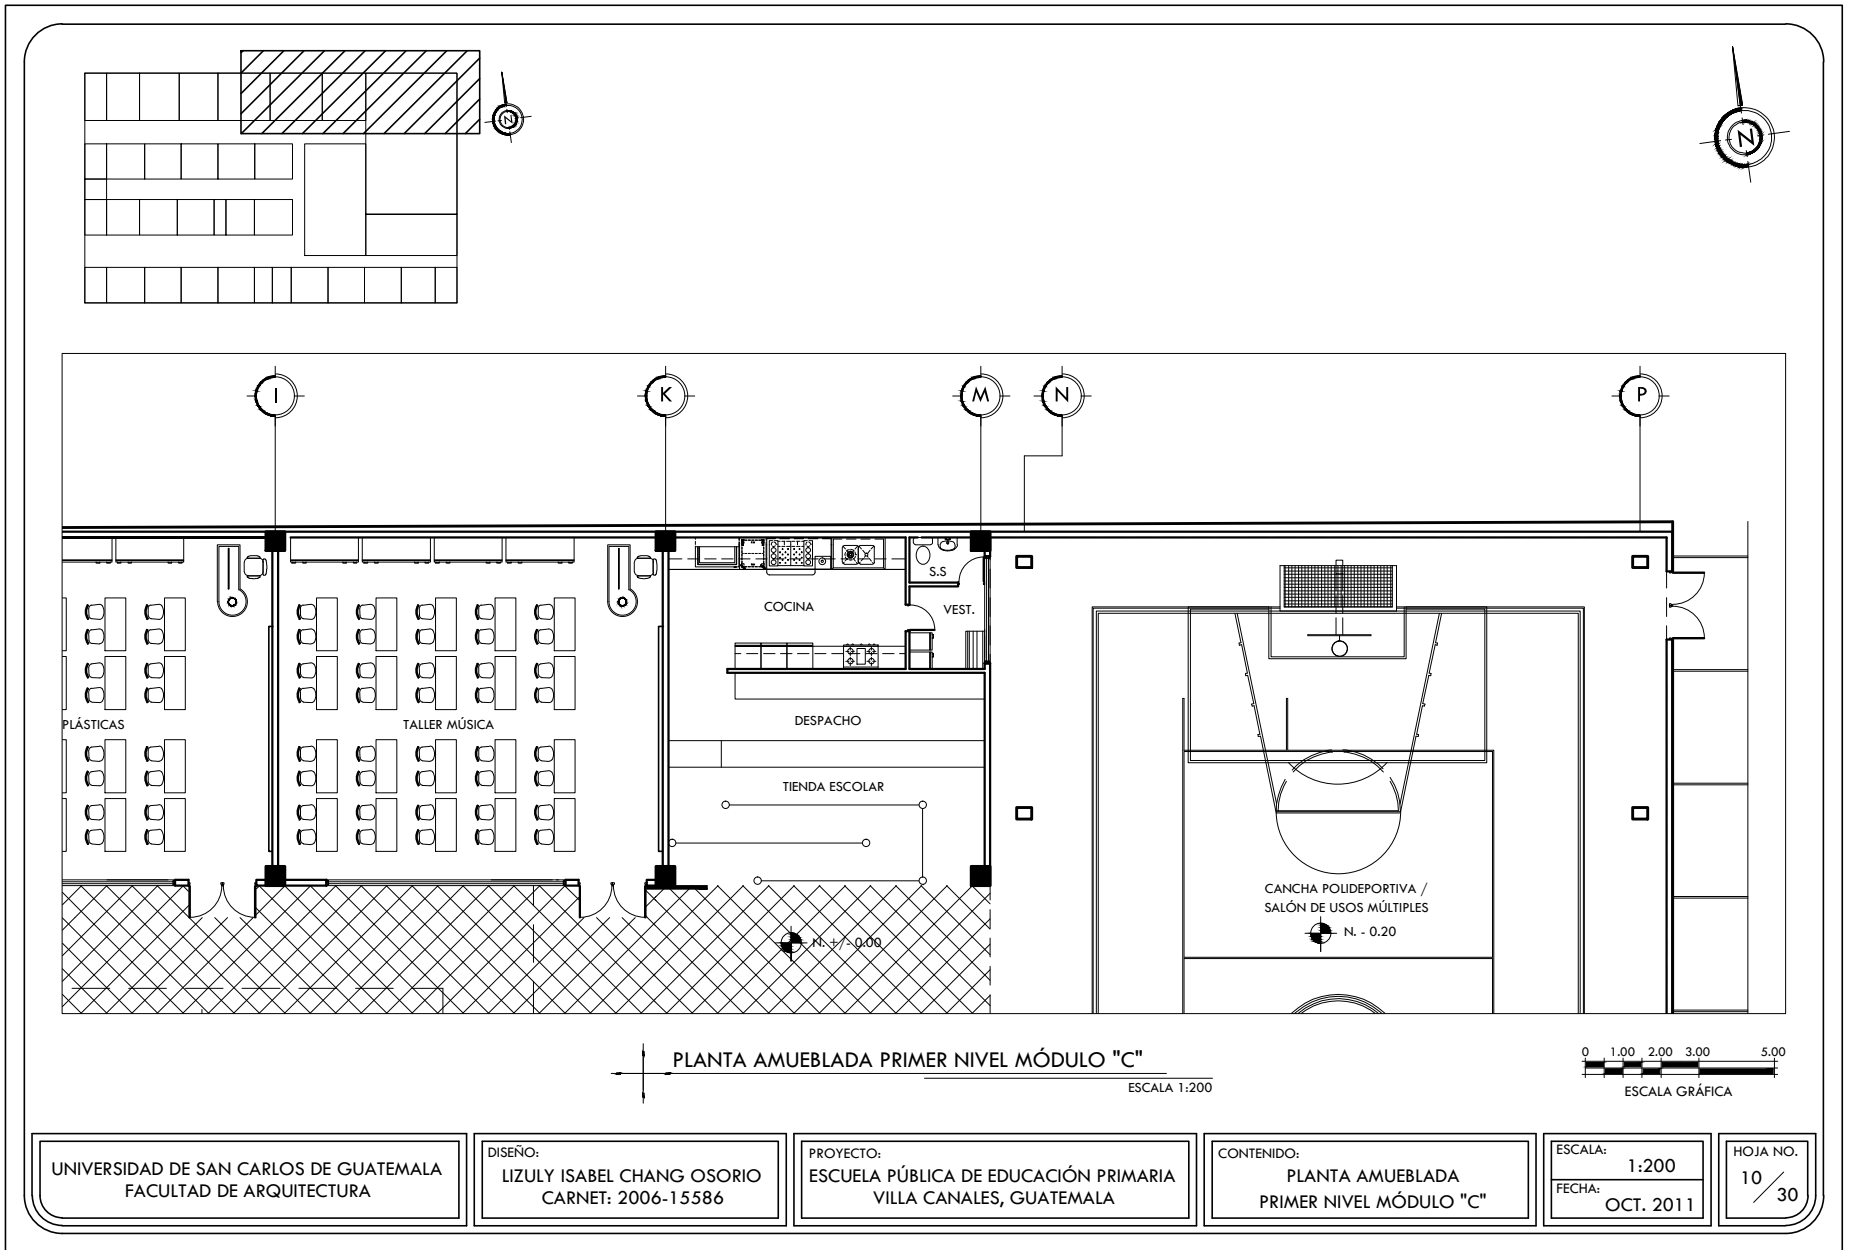 N
N
I
K
M
N
P
S.S
COCINA
VEST.
PLÁSTICAS
TALLER MÚSICA
DESPACHO
TIENDA ESCOLAR
CANCHA POLIDEPORTIVA /
SALÓN DE USOS MÚLTIPLES
N. - 0.20
N. +/- 0.00
PLANTA AMUEBLADA PRIMER NIVEL MÓDULO "C"
ESCALA 1:200
0 1.00 2.00 3.00 5.00
ESCALA GRÁFICA
UNIVERSIDAD DE SAN CARLOS DE GUATEMALA
FACULTAD DE ARQUITECTURA
DISEÑO:
LIZULY ISABEL CHANG OSORIO
CARNET: 2006-15586
PROYECTO:
ESCUELA PÚBLICA DE EDUCACIÓN PRIMARIA
VILLA CANALES, GUATEMALA
CONTENIDO:
PLANTA AMUEBLADA
PRIMER NIVEL MÓDULO "C"
ESCALA:
1:200
FECHA:
OCT. 2011
HOJA NO.
10
30